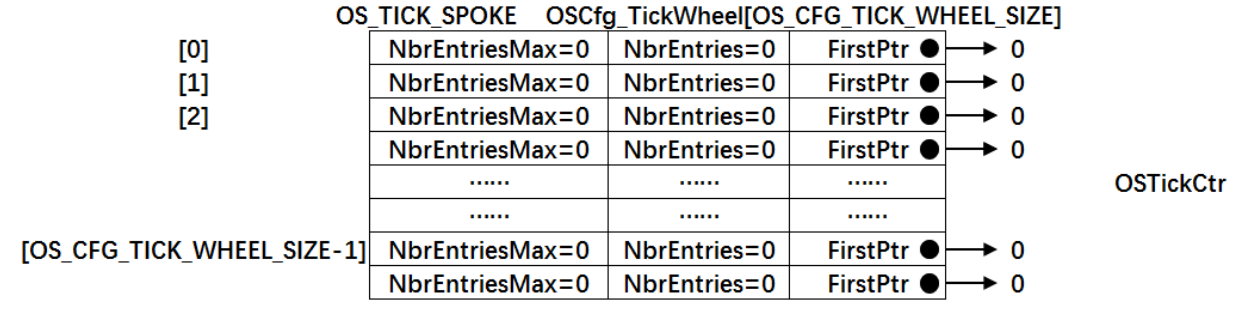 OS_TICK_SPOKE OSCfg_TickWheel[OS_CFG_TICK_WHEEL_SIZE]
[0] NbrEntriesMax=0 NbrEntries=0 FirstPtr 0
[1] NbrEntriesMax=0 NbrEntries=0 FirstPtr 0
[2] NbrEntriesMax=0 NbrEntries=0 FirstPtr 0
NbrEntriesMax=0 NbrEntries=0 FirstPtr 0
…… …… ……
OSTickCtr
…… …… ……
[OS_CFG_TICK_WHEEL_SIZE-1] NbrEntriesMax=0 NbrEntries=0 FirstPtr 0
NbrEntriesMax=0 NbrEntries=0 FirstPtr 0